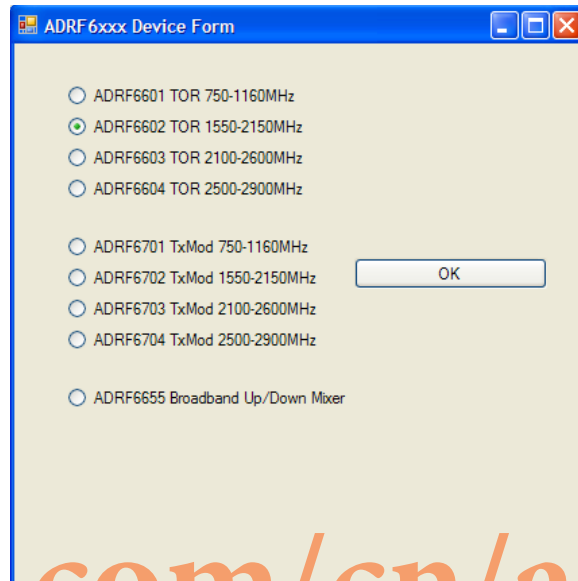 ADRF6xxx Device Form
ADRF6601 TOR 750-1160MHz
ADRF6602 TOR 1550-2150MHz
ADRF6603 TOR 2100-2600MHz
ADRF6604 TOR 2500-2900MHz
ADRF6701 TxMod 750-1160MHz
ADRF6702 TxMod 1550-2150MHz
OK
ADRF6703 TxMod 2100-2600MHz
ADRF6704 TxMod 2500-2900MHz
ADRF6655 Broadband Up/Down Mixer
com/cn/a